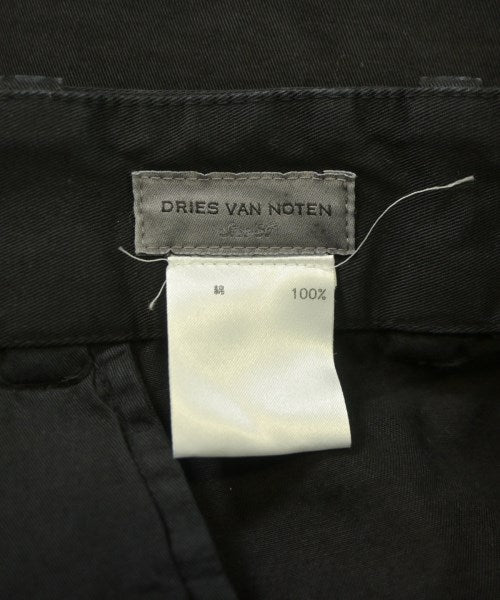 DRIES VAN NOTEN
綿 100%